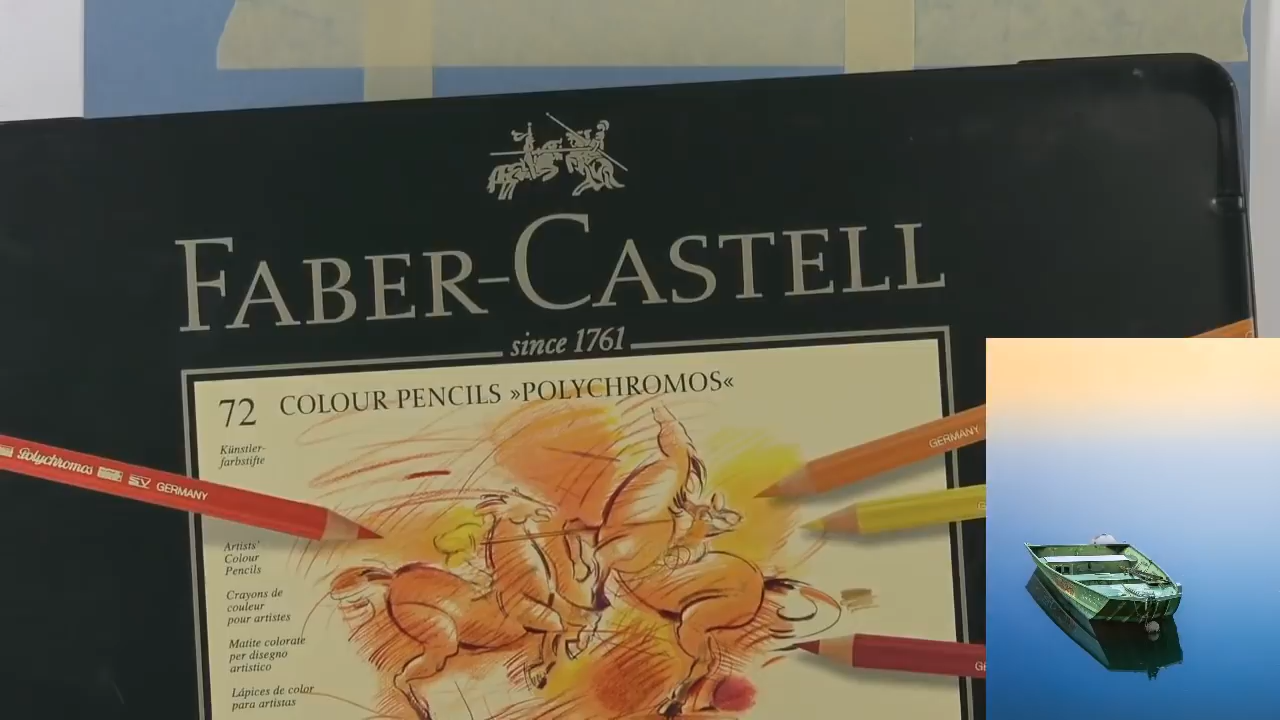 FABER-CASTELL
since 1761
72 COLOUR PENCILS »POLYCHROMOS«
Künstler-
farbstifte
Polychromos SV GERMANY
GERMANY
Artists'
Colour
Pencils
Crayons de
couleur
pour artistes
Matite colorate
per disegno
artistico
Lápices de color
para artistas